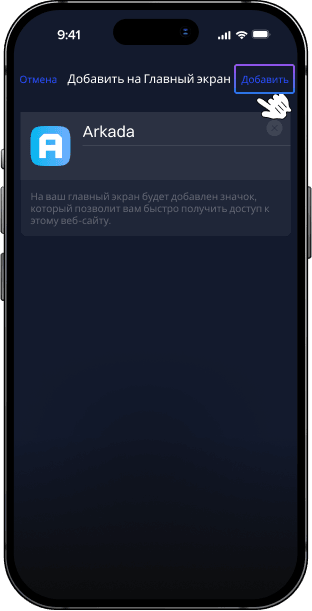 9:41
Отмена Добавить на Главный экран Добавить
Arkada
На ваш главный экран будет добавлен значок,
который позволит вам быстро получить доступ к
этому веб-сайту.